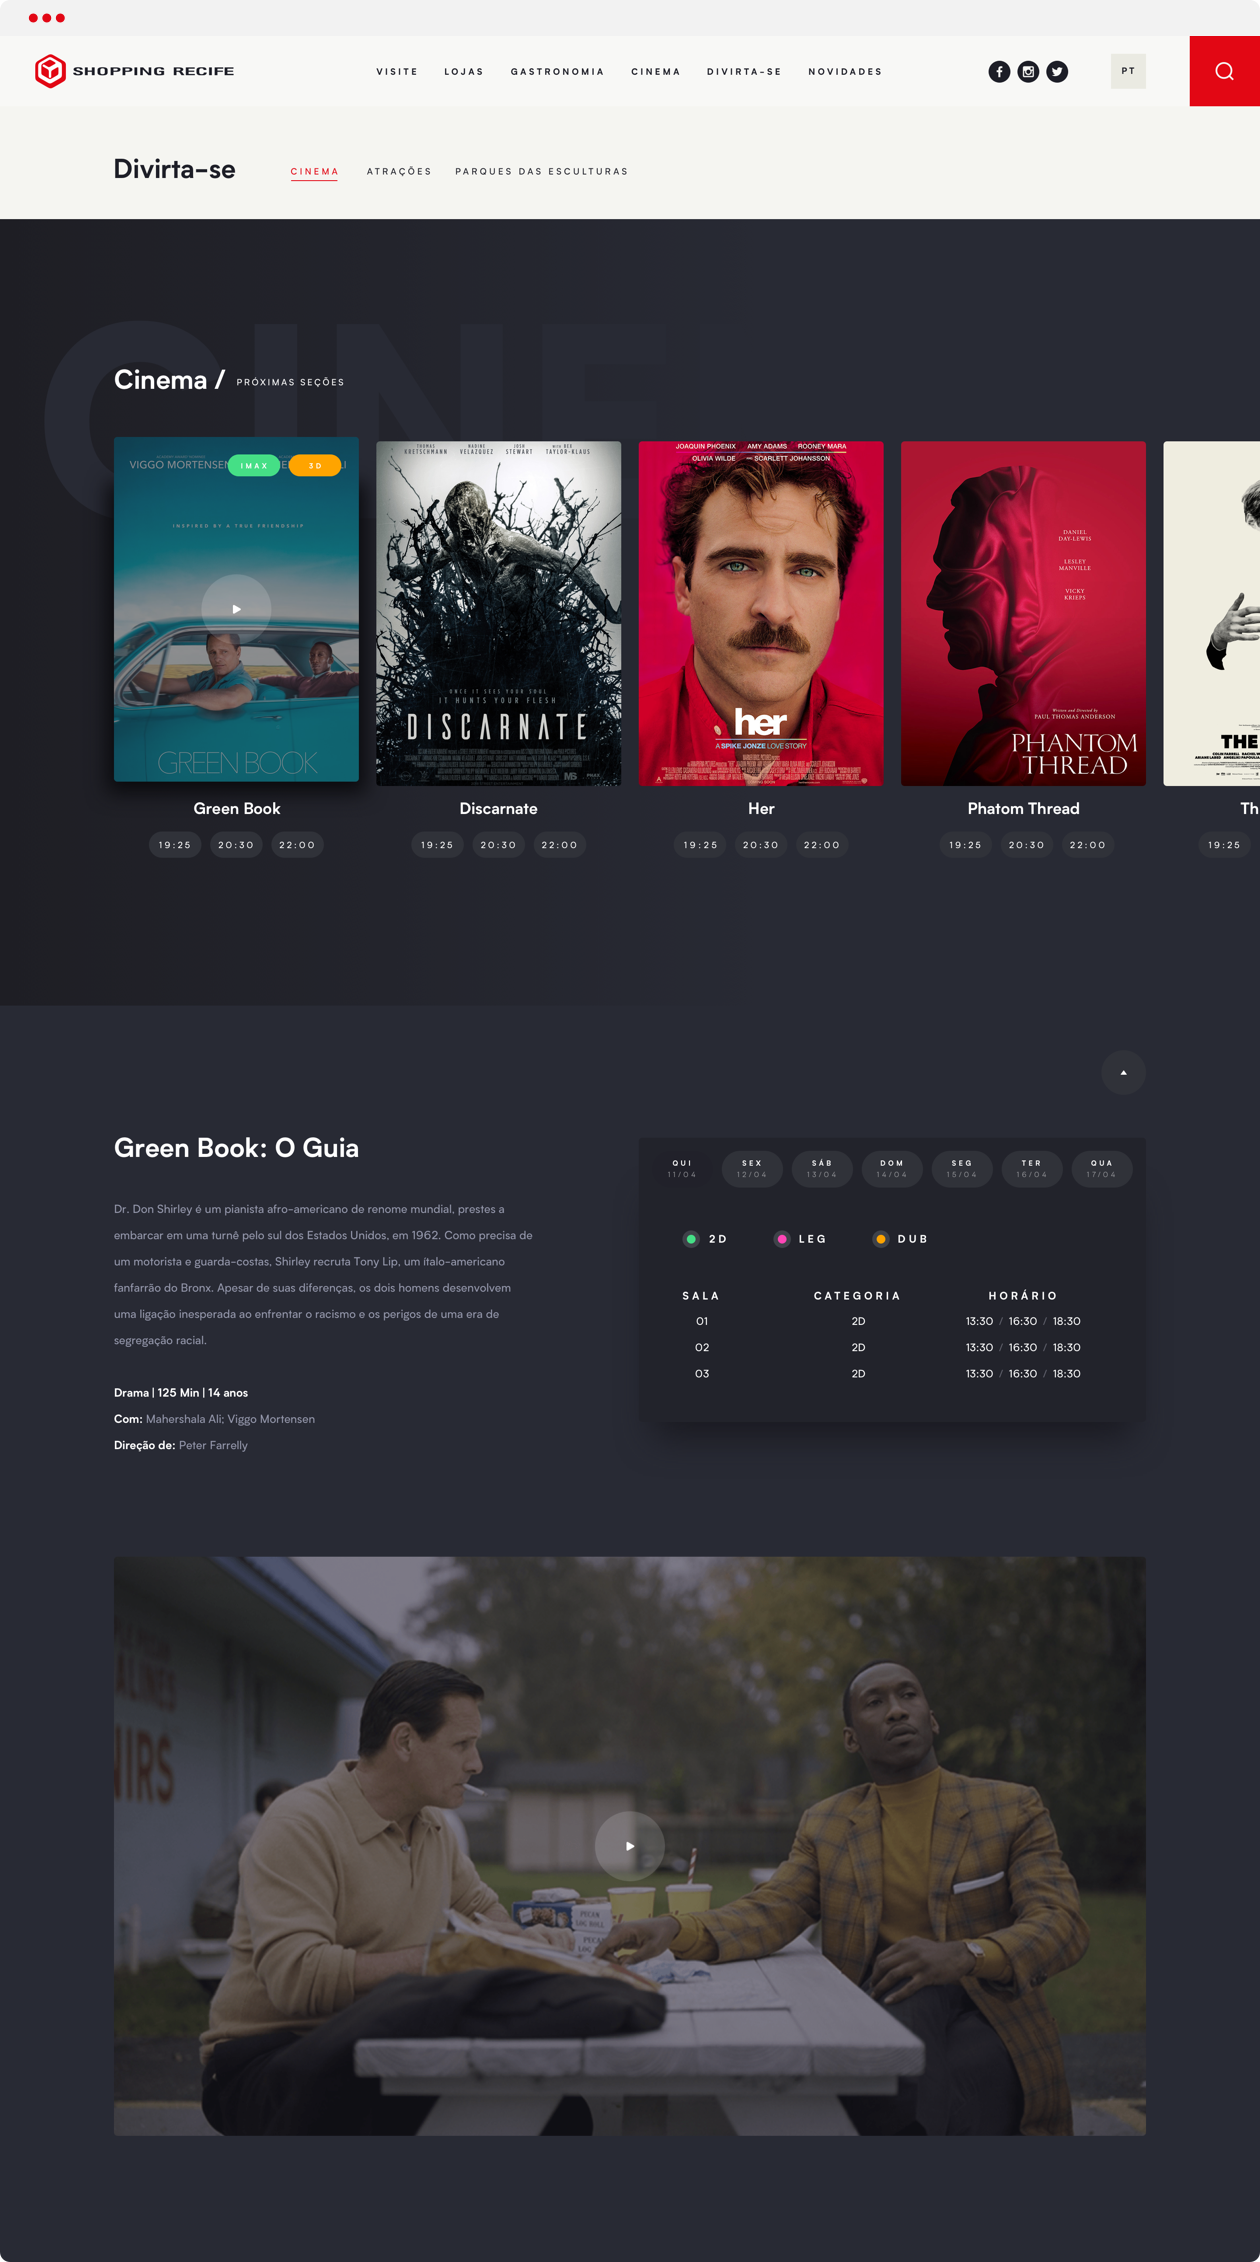 SHOPPING RECIFE
VISITE LOJAS GASTRONOMIA CINEMA DIVIRTA-SE NOVIDADES
PT
Divirta-se
CINEMA ATRAÇÕES PARQUES DAS ESCULTURAS
CINE
Cinema / PRÓXIMAS SEÇÕES
VIGGO MORTENSEN
IMAX 3D
INSPIRED BY A TRUE FRIENDSHIP
GREEN BOOK
THOMAS KRETSCHMANN NADINE VELAZQUEZ JOSH STEWART WITH BEX TAYLOR-KLAUS
ONCE IT SEES YOUR SOUL
IT HUNTS YOUR FLESH
DISCARNATE
JOAQUIN PHOENIX AMY ADAMS ROONEY MARA
OLIVIA WILDE SCARLETT JOHANSSON
her
A SPIKE JONZE LOVE STORY
DANIEL
DAY-LEWIS
LESLEY
MANVILLE
VICKY
KRIEPS
Written and Directed by
PAUL THOMAS ANDERSON
PHANTOM
THREAD
THE
Green Book
19:25 20:30 22:00
Discarnate
19:25 20:30 22:00
Her
19:25 20:30 22:00
Phatom Thread
19:25 20:30 22:00
Th
19:25
Green Book: O Guia
Dr. Don Shirley é um pianista afro-americano de renome mundial, prestes a
embarcar em uma turnê pelo sul dos Estados Unidos, em 1962. Como precisa de
um motorista e guarda-costas, Shirley recruta Tony Lip, um ítalo-americano
fanfarrão do Bronx. Apesar de suas diferenças, os dois homens desenvolvem
uma ligação inesperada ao enfrentar o racismo e os perigos de uma era de
segregação racial.
Drama | 125 Min | 14 anos
Com: Mahershala Ali; Viggo Mortensen
Direção de: Peter Farrelly
QUI SEX SÁB DOM SEG TER QUA
11/04 12/04 13/04 14/04 15/04 16/04 17/04
2D LEG DUB
SALA CATEGORIA HORÁRIO
01 2D 13:30 / 16:30 / 18:30
02 2D 13:30 / 16:30 / 18:30
03 2D 13:30 / 16:30 / 18:30
PECAN
LOG ROLL
PECAN
LOG